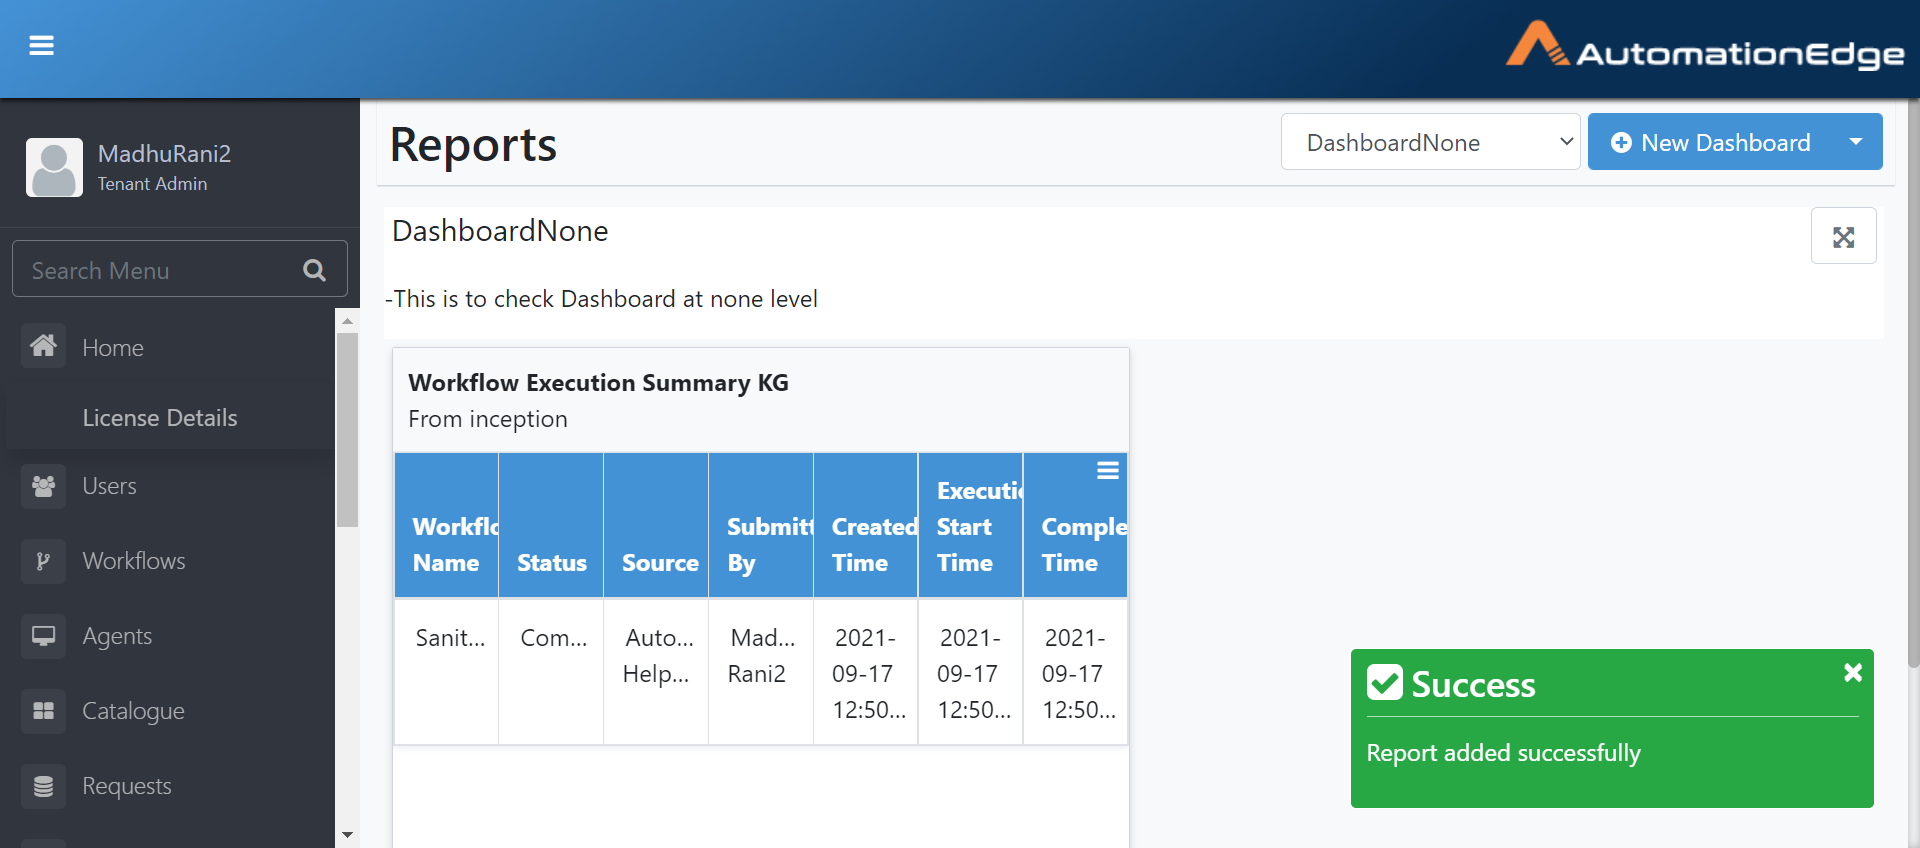 AutomationEdge
MadhuRani2
Tenant Admin
Search Menu
Home
License Details
Users
Workflows
Agents
Catalogue
Requests
Reports
DashboardNone
New Dashboard
DashboardNone
-This is to check Dashboard at none level
Workflow Execution Summary KG
From inception
Workflo
Name
Status
Source
Submitt
By
Created
Time
Executio
Start
Time
Comple
Time
Sanit...
Com...
Auto...
Help...
Mad...
Rani2
2021-
09-17
12:50...
2021-
09-17
12:50...
2021-
09-17
12:50...
Success
Report added successfully